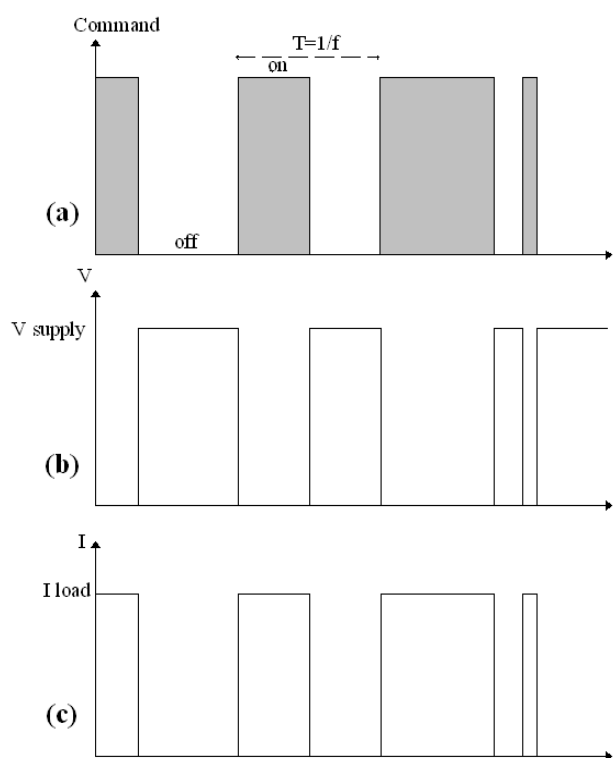 Command
T=1/f
on
(a)
off
V
V supply
(b)
I
I load
(c)